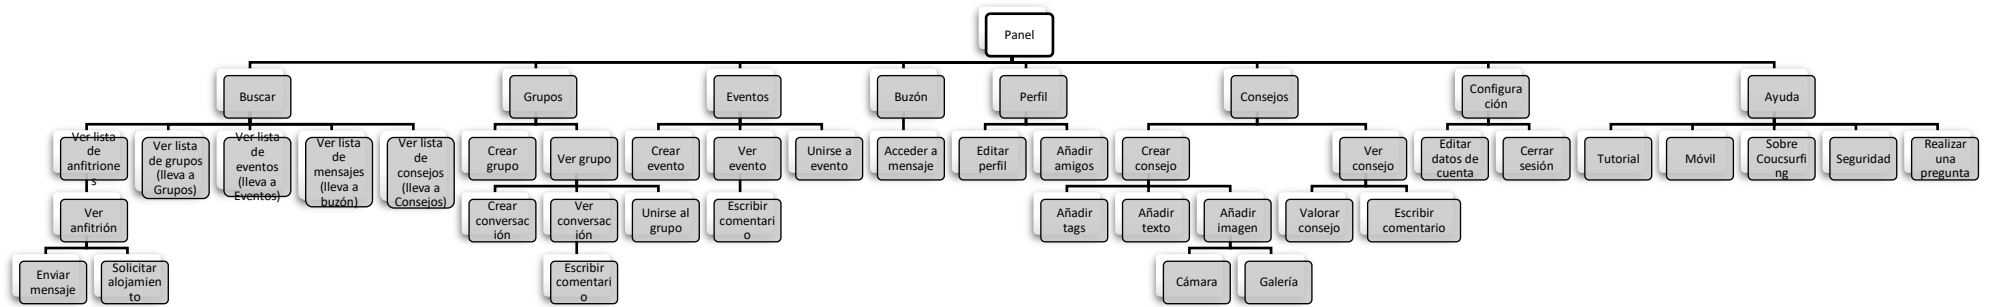 Panel
Buscar
Grupos
Eventos
Buzón
Perfil
Consejos
Configura
ción
Ayuda
Ver lista
de
anfitrione
s
Ver lista
de grupos
(lleva a
Grupos)
Ver lista
de
eventos
(lleva a
Eventos)
Ver lista
de
mensajes
(lleva a
buzón)
Ver lista
de
consejos
(lleva a
Consejos)
Crear
grupo
Ver grupo
Crear
evento
Ver
evento
Unirse a
evento
Acceder a
mensaje
Editar
perfil
Añadir
amigos
Crear
consejo
Ver
consejo
Editar
datos de
cuenta
Cerrar
sesión
Tutorial
Móvil
Sobre
Coucsurfi
ng
Seguridad
Realizar
una
pregunta
Ver
anfitrión
Crear
conversac
ión
Ver
conversac
ión
Unirse al
grupo
Escribir
comentari
o
Añadir
tags
Añadir
texto
Añadir
imagen
Valorar
consejo
Escribir
comentario
Enviar
mensaje
Solicitar
alojamien
to
Escribir
comentari
o
Cámara
Galería